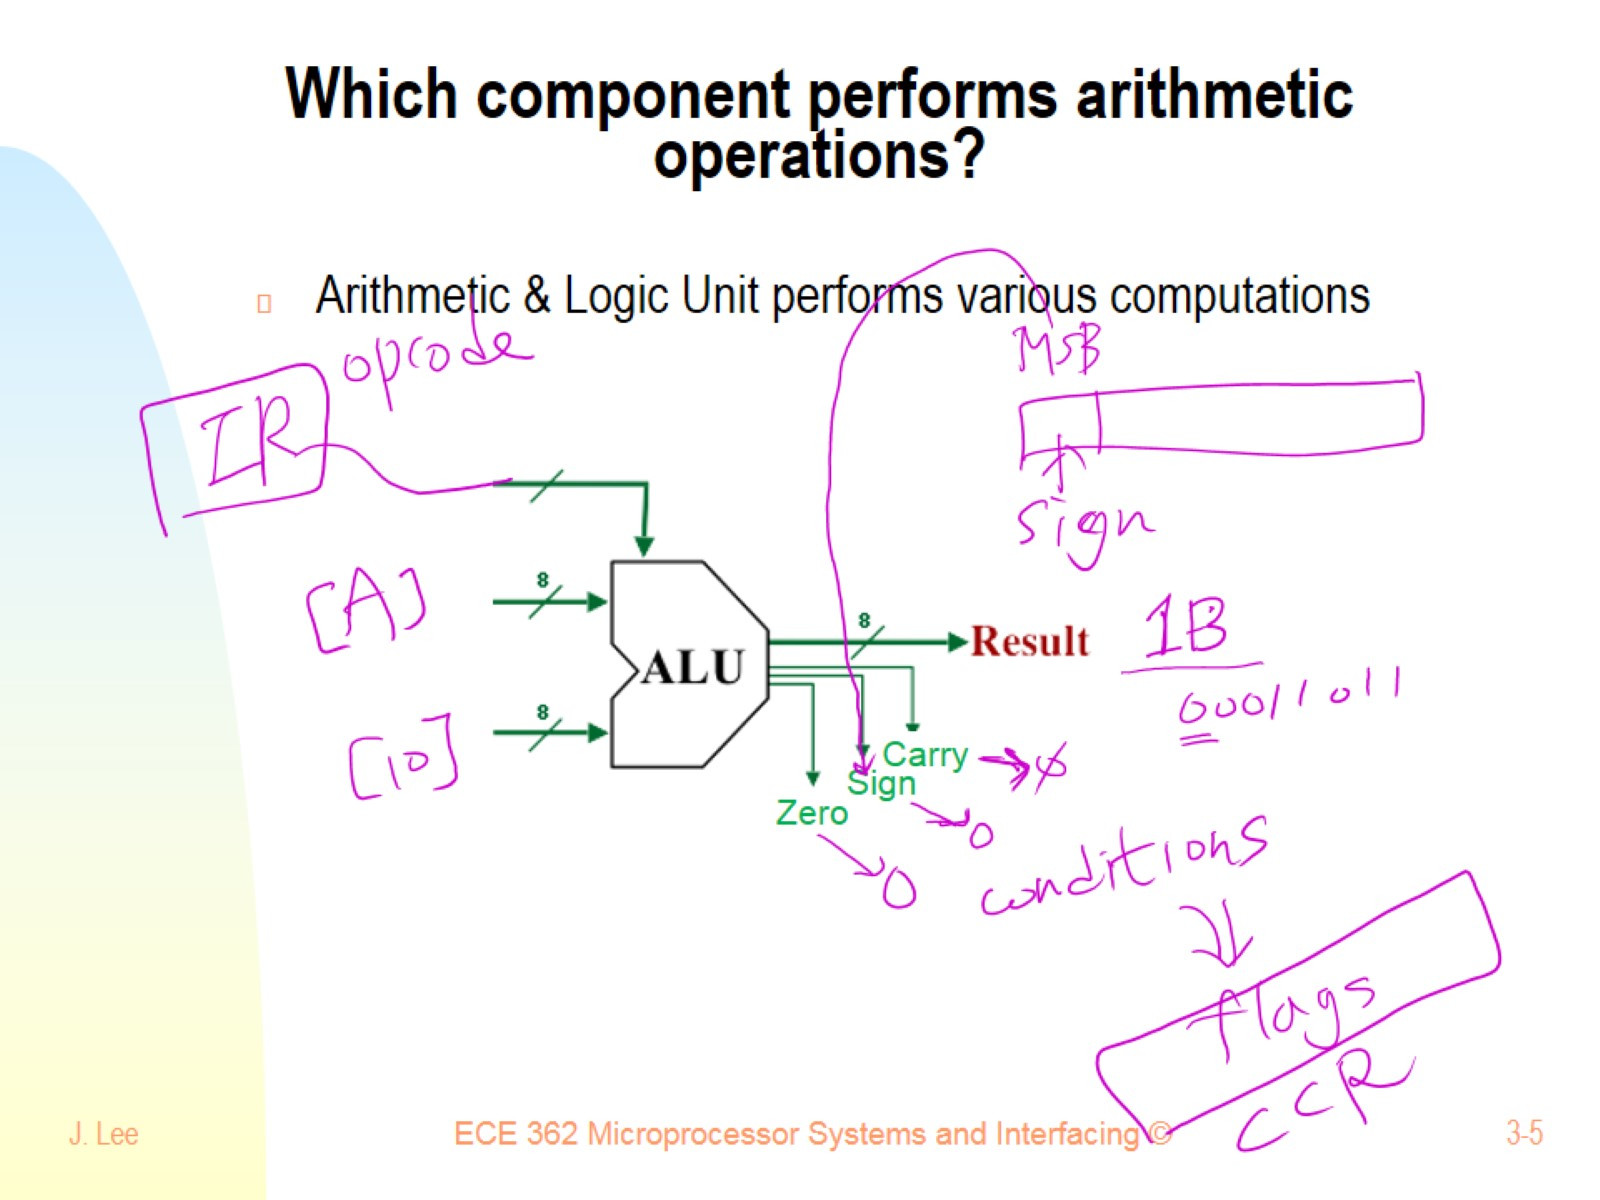 Which component performs arithmetic
operations?
Arithmetic & Logic Unit performs various computations
opcode
MSB
IR
sign
8
[A]
8
Result
1B
ALU
00011011
8
[10]
Carry → 0
Sign → 0
Zero → 0
conditions
flags
CCR
J. Lee
ECE 362 Microprocessor Systems and Interfacing ©
3-5